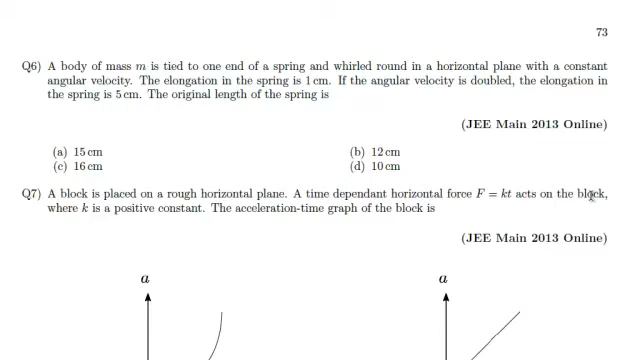 73
Q6) A body of mass m is tied to one end of a spring and whirled round in a horizontal plane with a constant
angular velocity. The elongation in the spring is 1 cm. If the angular velocity is doubled, the elongation in
the spring is 5 cm. The original length of the spring is
(JEE Main 2013 Online)
(a) 15 cm (b) 12 cm
(c) 16 cm (d) 10 cm
Q7) A block is placed on a rough horizontal plane. A time dependant horizontal force F = kt acts on the block,
where k is a positive constant. The acceleration-time graph of the block is
(JEE Main 2013 Online)
a a